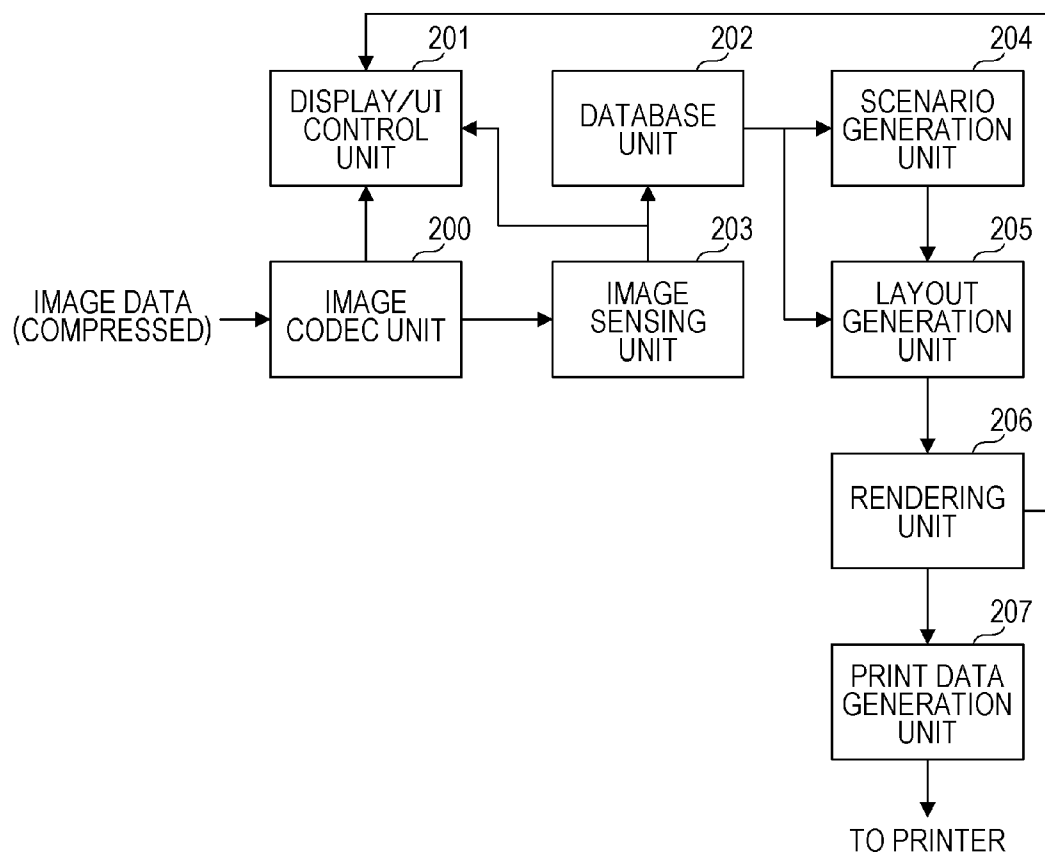 201
DISPLAY/UI
CONTROL
UNIT
202
DATABASE
UNIT
204
SCENARIO
GENERATION
UNIT
IMAGE DATA
(COMPRESSED)
200
IMAGE
CODEC UNIT
203
IMAGE
SENSING
UNIT
205
LAYOUT
GENERATION
UNIT
206
RENDERING
UNIT
207
PRINT DATA
GENERATION
UNIT
TO PRINTER